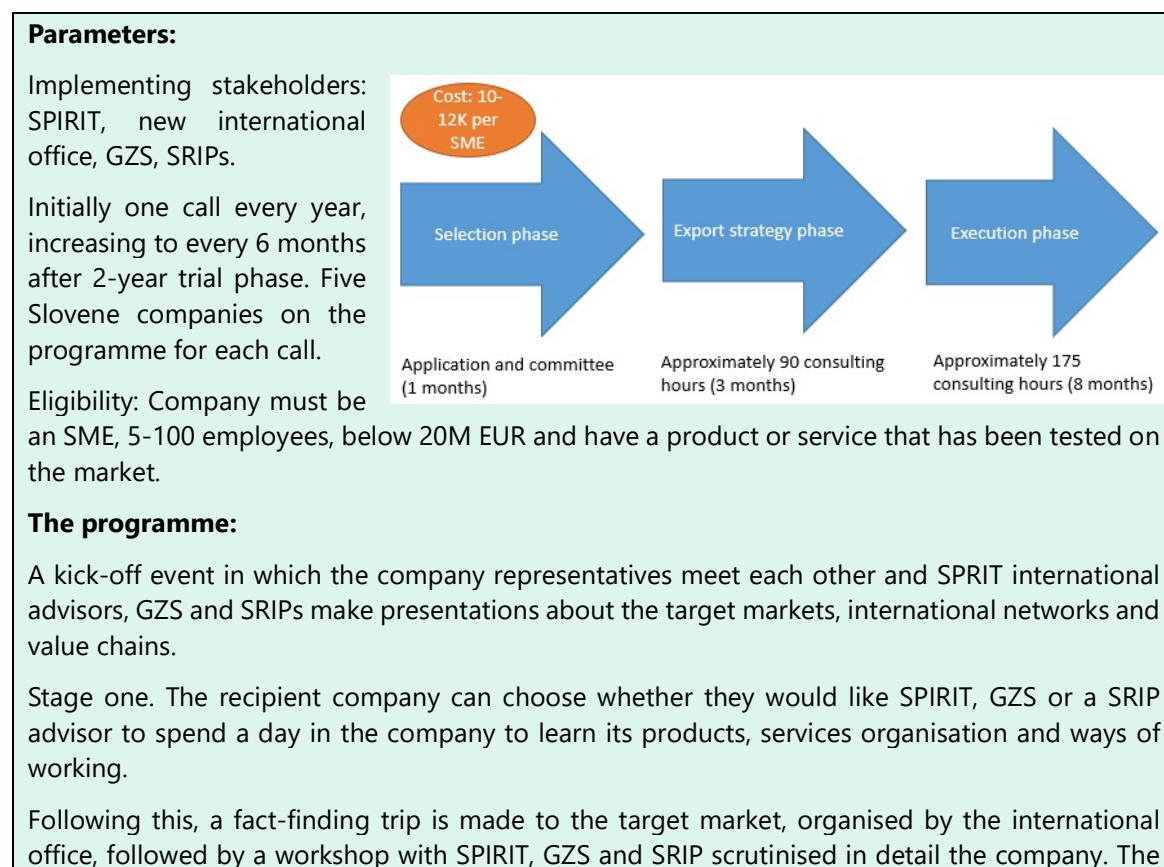 Parameters:
Implementing stakeholders:
SPIRIT, new international
office, GZS, SRIPs.
Initially one call every year,
increasing to every 6 months
after 2-year trial phase. Five
Slovene companies on the
programme for each call.
Eligibility: Company must be
Cost: 10-
12K per
SME
Selection phase
Export strategy phase
Execution phase
Application and committee
(1 months)
Approximately 90 consulting
hours (3 months)
Approximately 175
consulting hours (8 months)
an SME, 5-100 employees, below 20M EUR and have a product or service that has been tested on
the market.
The programme:
A kick-off event in which the company representatives meet each other and SPRIT international
advisors, GZS and SRIPs make presentations about the target markets, international networks and
value chains.
Stage one. The recipient company can choose whether they would like SPIRIT, GZS or a SRIP
advisor to spend a day in the company to learn its products, services organisation and ways of
working.
Following this, a fact-finding trip is made to the target market, organised by the international
office, followed by a workshop with SPIRIT, GZS and SRIP scrutinised in detail the company. The